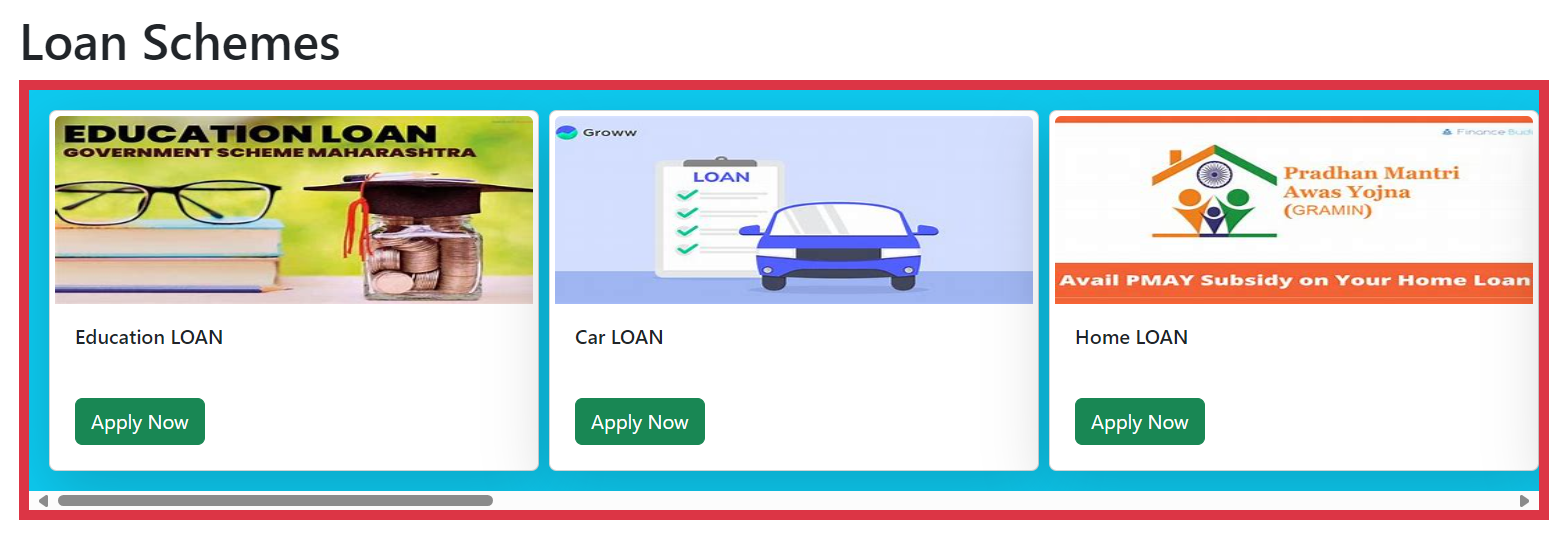 Loan Schemes
EDUCATION LOAN
GOVERNMENT SCHEME MAHARASHTRA
Education LOAN
Apply Now
Groww
LOAN
Car LOAN
Apply Now
Finance Budd
Pradhan Mantri
Awas Yojna
(GRAMIN)
Avail PMAY Subsidy on Your Home Loan
Home LOAN
Apply Now